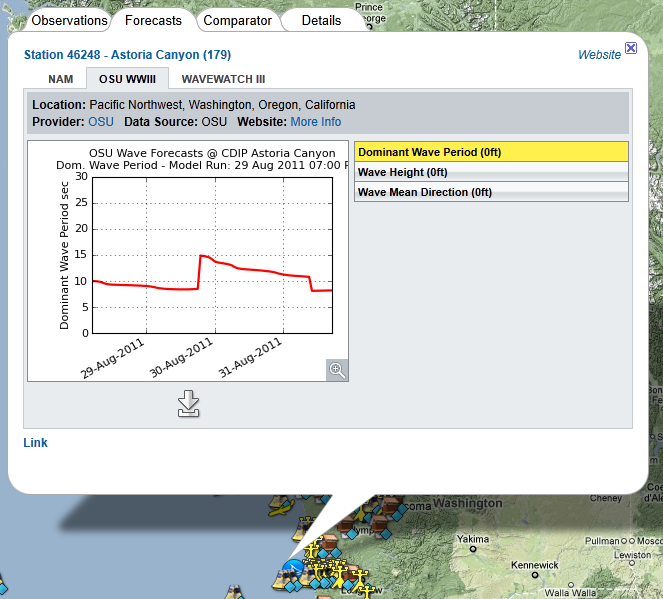 Prince
George
Observations Forecasts Comparator Details
Station 46248 - Astoria Canyon (179) Website
NAM OSU WWIII WAVEWATCH III
Location: Pacific Northwest, Washington, Oregon, California
Provider: OSU Data Source: OSU Website: More Info
OSU Wave Forecasts @ CDIP Astoria Canyon
Dom. Wave Period - Model Run: 29 Aug 2011 07:00
Dominant Wave Period sec
30
25
20
15
10
5
0
29-Aug-2011 30-Aug-2011 31-Aug-2011
Dominant Wave Period (0ft)
Wave Height (0ft)
Wave Mean Direction (0ft)
Link
Washington
Cheney
Yakima
Pullman
Lewiston
Kennewick
Walla Walla